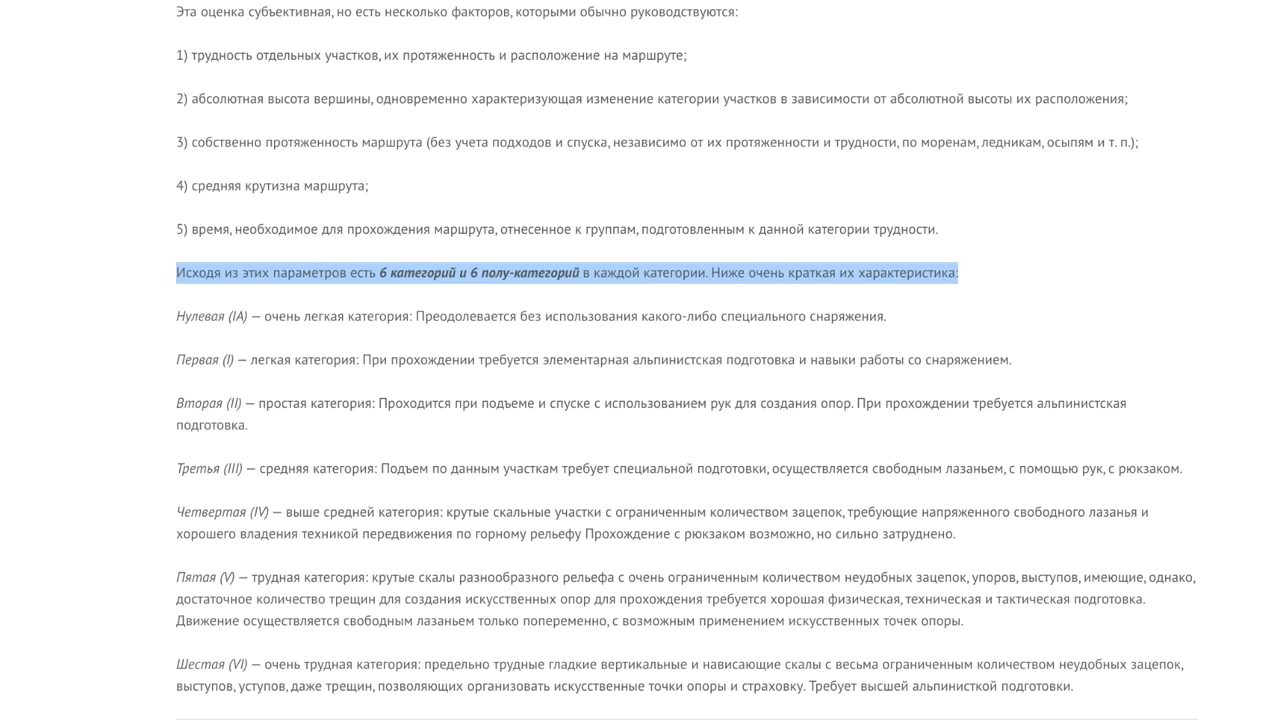 Эта оценка субъективная, но есть несколько факторов, которыми обычно руководствуются:
1) трудность отдельных участков, их протяженность и расположение на маршруте;
2) абсолютная высота вершины, одновременно характеризующая изменение категории участков в зависимости от абсолютной высоты их расположения;
3) собственно протяженность маршрута (без учета подходов и спуска, независимо от их протяженности и трудности, по моренам, ледникам, осыпям и т. п.);
4) средняя крутизна маршрута;
5) время, необходимое для прохождения маршрута, отнесенное к группам, подготовленным к данной категории трудности.
Исходя из этих параметров есть 6 категорий и 6 полу-категорий в каждой категории. Ниже очень краткая их характеристика:
Нулевая (IA) — очень легкая категория: Преодолевается без использования какого-либо специального снаряжения.
Первая (I) — легкая категория: При прохождении требуется элементарная альпинистская подготовка и навыки работы со снаряжением.
Вторая (II) — простая категория: Проходится при подъеме и спуске с использованием рук для создания опор. При прохождении требуется альпинистская
подготовка.
Третья (III) — средняя категория: Подъем по данным участкам требует специальной подготовки, осуществляется свободным лазаньем, с помощью рук, с рюкзаком.
Четвертая (IV) — выше средней категория: крутые скальные участки с ограниченным количеством зацепок, требующие напряженного свободного лазанья и
хорошего владения техникой передвижения по горному рельефу Прохождение с рюкзаком возможно, но сильно затруднено.
Пятая (V) — трудная категория: крутые скалы разнообразного рельефа с очень ограниченным количеством неудобных зацепок, упоров, выступов, имеющие, однако,
достаточное количество трещин для создания искусственных опор для прохождения требуется хорошая физическая, техническая и тактическая подготовка.
Движение осуществляется свободным лазаньем только попеременно, с возможным применением искусственных точек опоры.
Шестая (VI) — очень трудная категория: предельно трудные гладкие вертикальные и нависающие скалы с весьма ограниченным количеством неудобных зацепок,
выступов, уступов, даже трещин, позволяющих организовать искусственные точки опоры и страховку. Требует высшей альпинисткой подготовки.